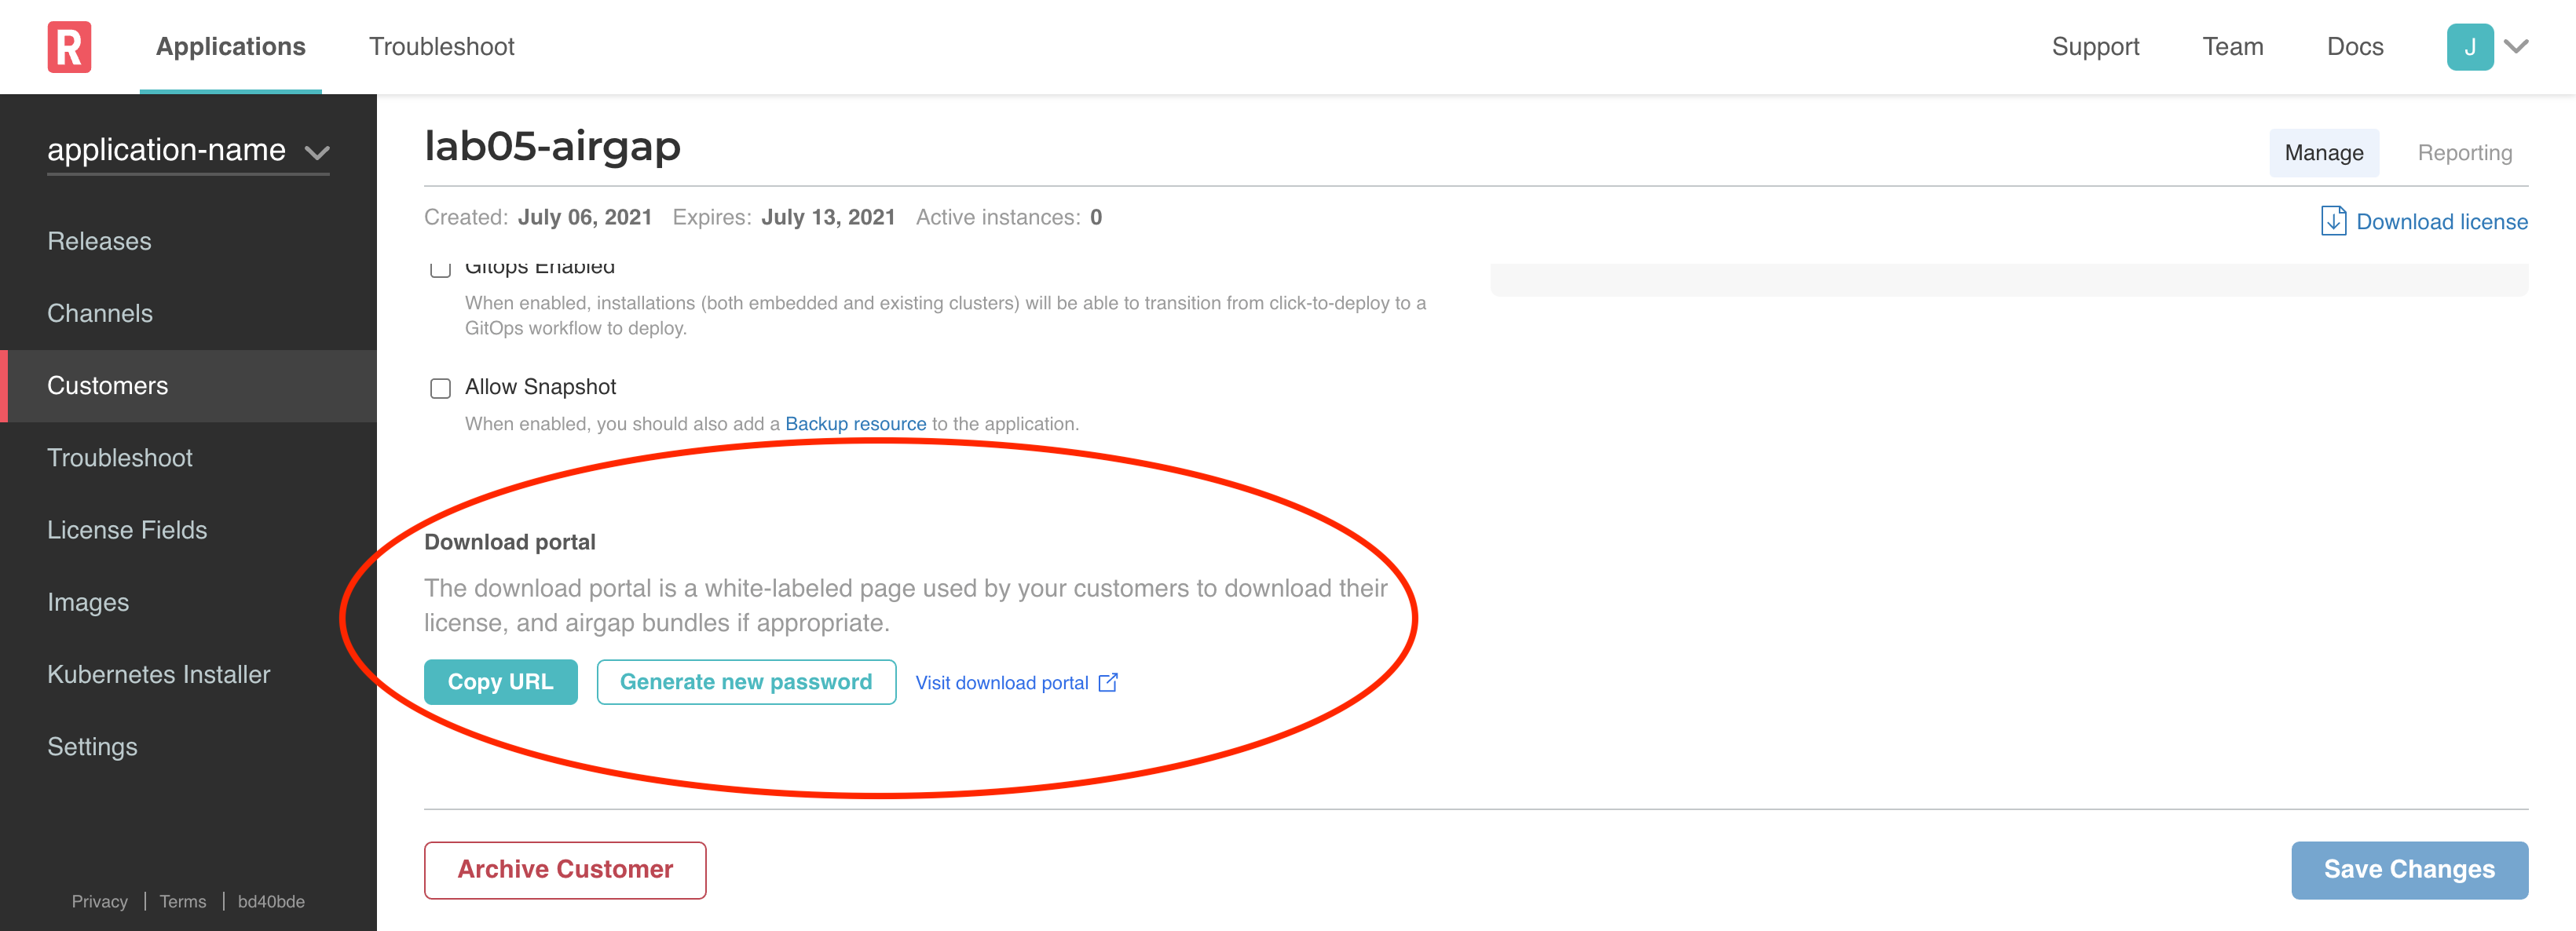 R Applications Troubleshoot Support Team Docs J
application-name
Releases
Channels
Customers
Troubleshoot
License Fields
Images
Kubernetes Installer
Settings
Privacy | Terms | bd40bde
lab05-airgap
Manage Reporting
Created: July 06, 2021 Expires: July 13, 2021 Active instances: 0
Download license
Gitops Enabled
When enabled, installations (both embedded and existing clusters) will be able to transition from click-to-deploy to a
GitOps workflow to deploy.
Allow Snapshot
When enabled, you should also add a Backup resource to the application.
Download portal
The download portal is a white-labeled page used by your customers to download their
license, and airgap bundles if appropriate.
Copy URL Generate new password Visit download portal
Archive Customer Save Changes